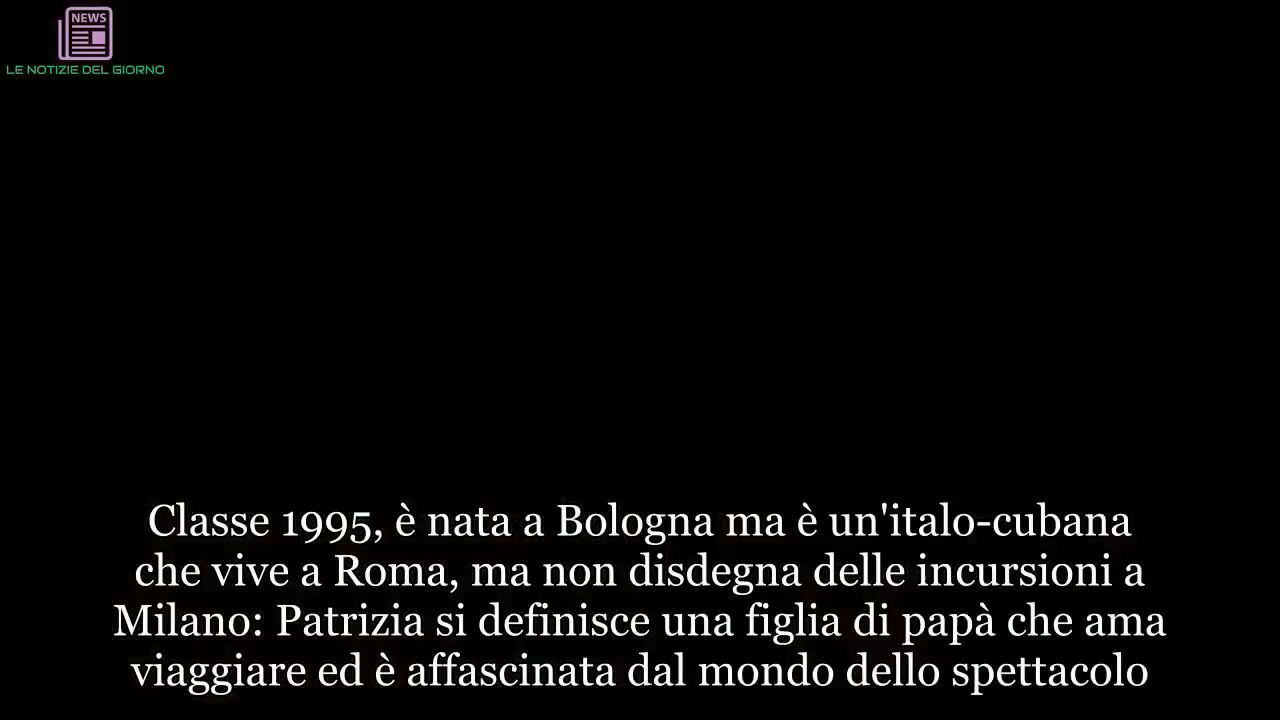 NEWS
LE NOTIZIE DEL GIORNO
Classe 1995, è nata a Bologna ma è un'italo-cubana
che vive a Roma, ma non disdegna delle incursioni a
Milano: Patrizia si definisce una figlia di papà che ama
viaggiare ed è affascinata dal mondo dello spettacolo